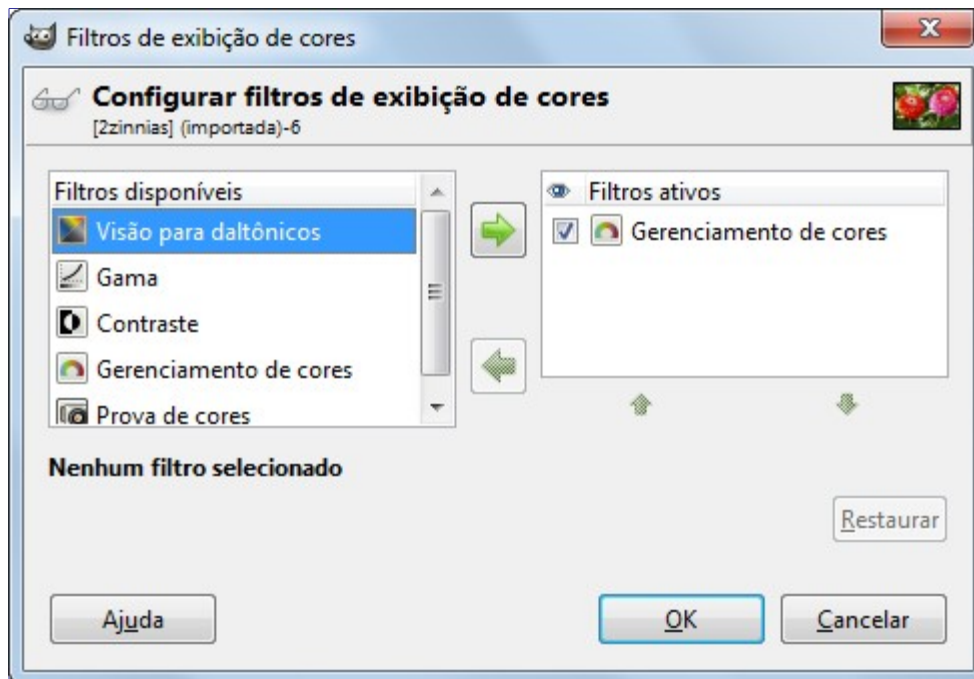 Filtros de exibição de cores
Configurar filtros de exibição de cores
[2zinnias] (importada)-6
Filtros disponíveis
Visão para daltônicos
Gama
Contraste
Gerenciamento de cores
Prova de cores
Filtros ativos
Gerenciamento de cores
Nenhum filtro selecionado
Restaurar
Ajuda
OK
Cancelar